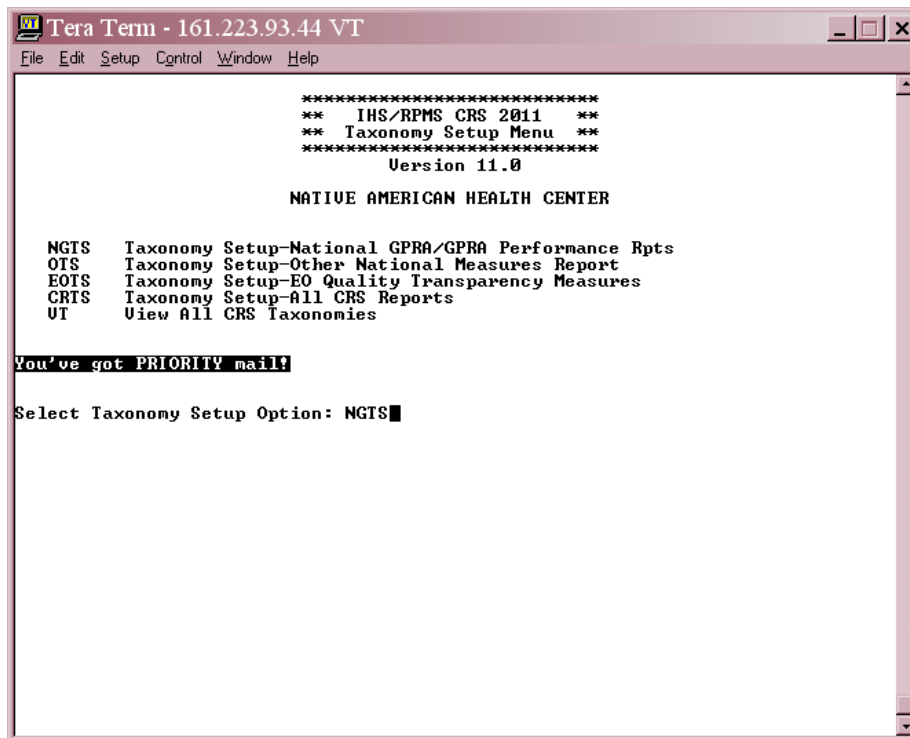 Tera Term - 161.223.93.44 VT
File Edit Setup Control Window Help
***************************
** IHS/RPMS CRS 2011 **
** Taxonomy Setup Menu **
***************************
Version 11.0
NATIVE AMERICAN HEALTH CENTER
NGTS Taxonomy Setup-National GPRA/GPRA Performance Rpts
OTS Taxonomy Setup-Other National Measures Report
EOTS Taxonomy Setup-EO Quality Transparency Measures
CRTS Taxonomy Setup-All CRS Reports
VT View All CRS Taxonomies
You've got PRIORITY mail!
Select Taxonomy Setup Option: NGTS